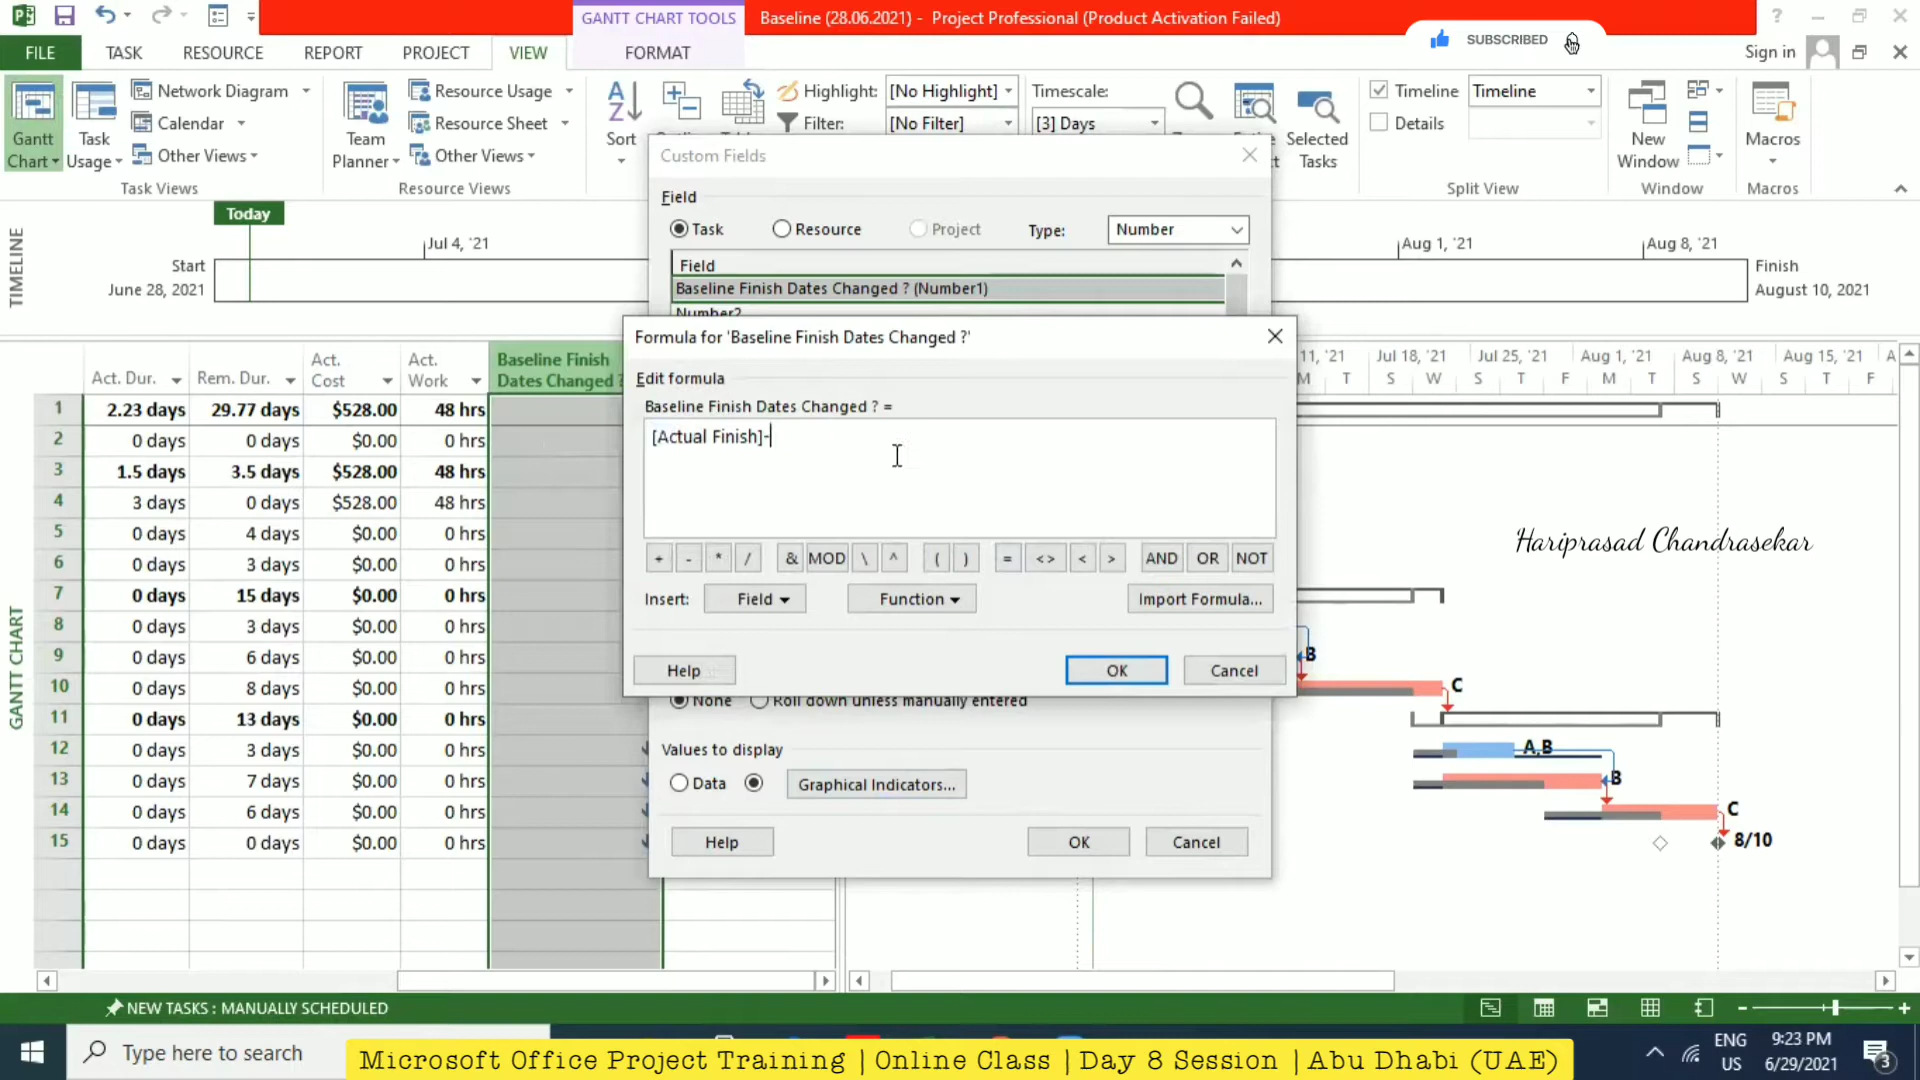 GANTT CHART TOOLS
Baseline (28.06.2021) - Project Professional (Product Activation Failed)
SUBSCRIBED
FILE TASK RESOURCE REPORT PROJECT VIEW FORMAT Sign in
Gantt Chart
Task Usage
Network Diagram
Calendar
Other Views
Task Views
Team Planner
Resource Usage
Resource Sheet
Other Views
Resource Views
Sort
Highlight: [No Highlight]
Filter: [No Filter]
Timescale:
[3] Days
Selected Tasks
Timeline Timeline
Details
Split View
New Window
Window
Macros
Macros
TIMELINE
Today
Jul 4, '21 Aug 1, '21 Aug 8, '21
Start
June 28, 2021
Finish
August 10, 2021
Custom Fields
Field
Task Resource Project Type: Number
Field
Baseline Finish Dates Changed ? (Number1)
Number2
Formula for 'Baseline Finish Dates Changed ?'
Edit formula
Baseline Finish Dates Changed ? =
[Actual Finish]-
+ - * / & MOD \ ^ ( ) = <> < > AND OR NOT
Insert: Field Function Import Formula...
Help OK Cancel
None Roll down unless manually entered
Values to display
Data Graphical Indicators...
Help OK Cancel
GANTT CHART
Act. Dur. Rem. Dur. Act. Cost Act. Work Baseline Finish Dates Changed ?
1 2.23 days 29.77 days $528.00 48 hrs
2 0 days 0 days $0.00 0 hrs
3 1.5 days 3.5 days $528.00 48 hrs
4 3 days 0 days $528.00 48 hrs
5 0 days 4 days $0.00 0 hrs
6 0 days 3 days $0.00 0 hrs
7 0 days 15 days $0.00 0 hrs
8 0 days 3 days $0.00 0 hrs
9 0 days 6 days $0.00 0 hrs
10 0 days 8 days $0.00 0 hrs
11 0 days 13 days $0.00 0 hrs
12 0 days 3 days $0.00 0 hrs
13 0 days 7 days $0.00 0 hrs
14 0 days 6 days $0.00 0 hrs
15 0 days 0 days $0.00 0 hrs
11, '21 Jul 18, '21 Jul 25, '21 Aug 1, '21 Aug 8, '21 Aug 15, '21 A
M T S W S T F M T S W S T F
Hariprasad Chandrasekar
B
C
A,B
B
C
8/10
NEW TASKS : MANUALLY SCHEDULED
Type here to search
Microsoft Office Project Training | Online Class | Day 8 Session | Abu Dhabi (UAE)
ENG
US
9:23 PM
6/29/2021
3